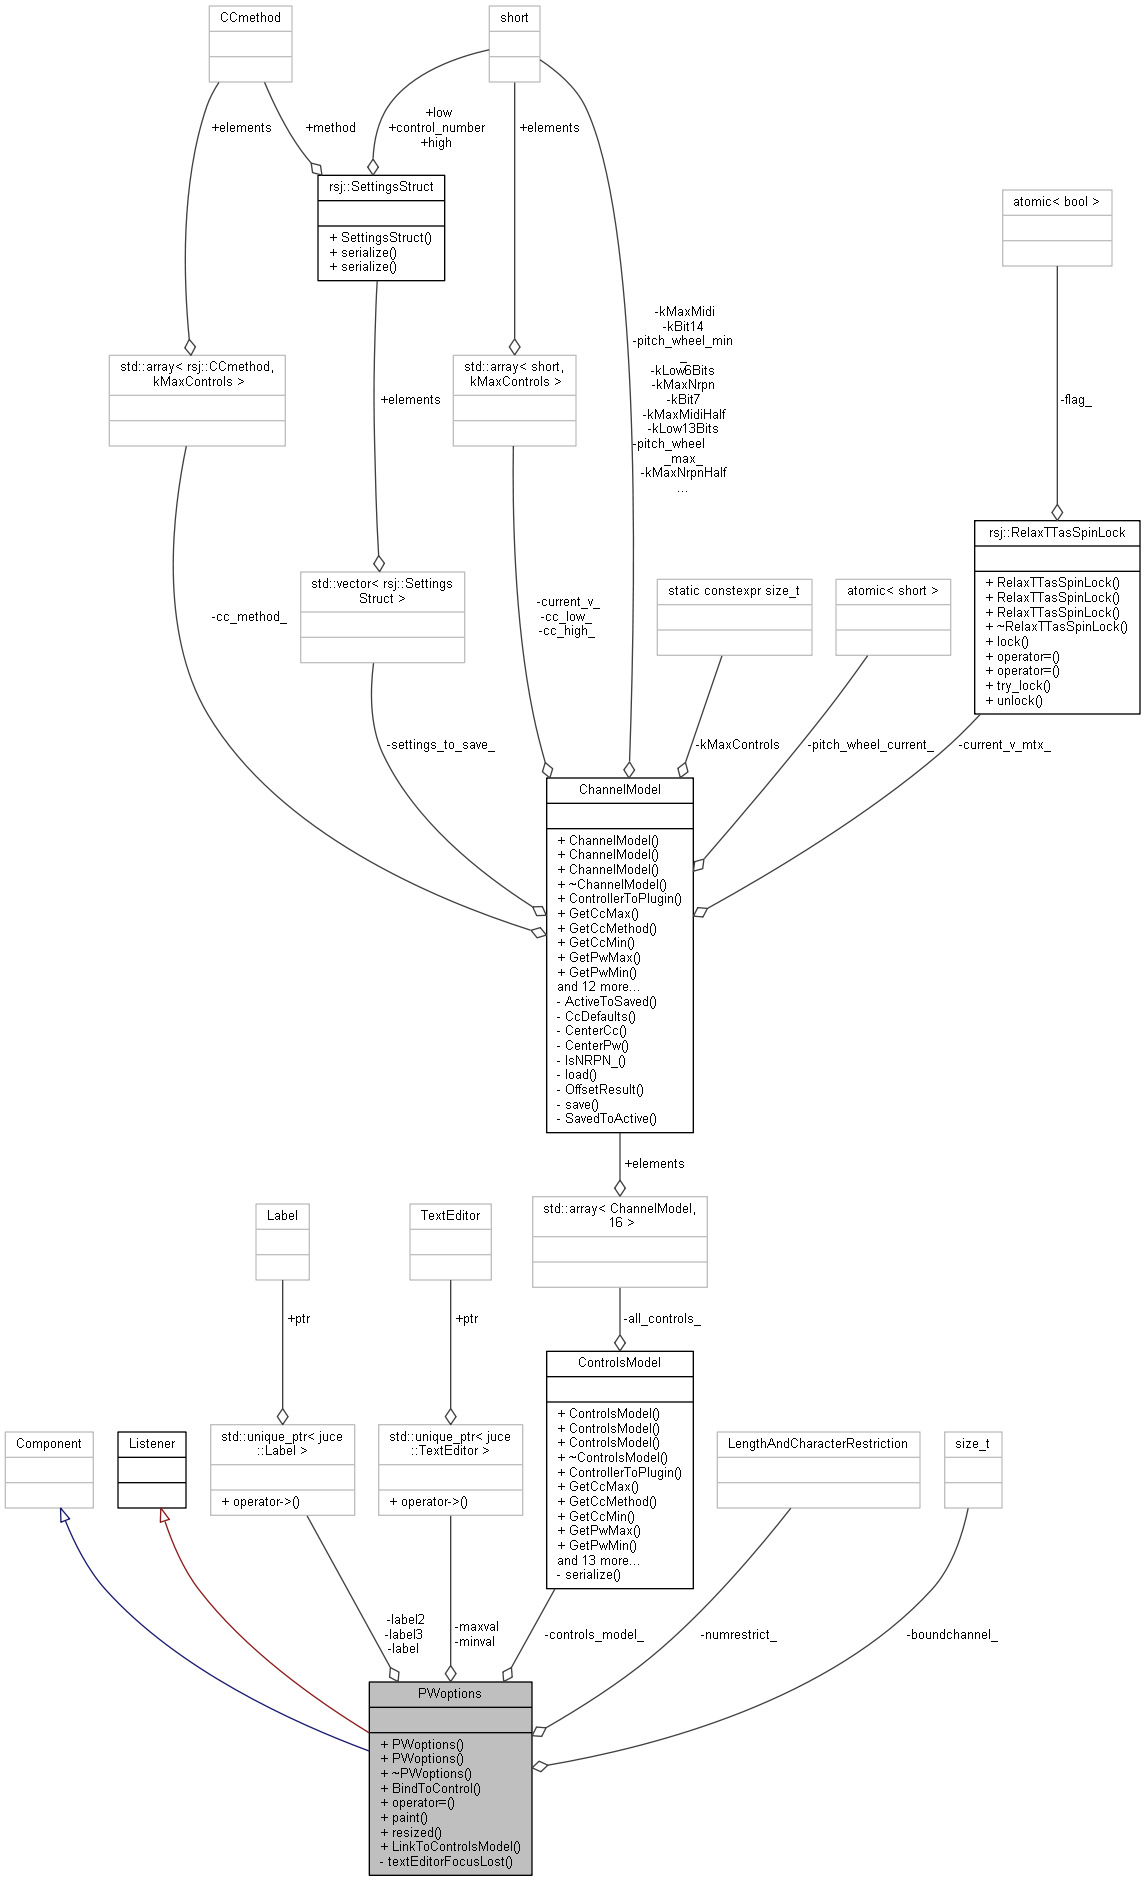 CCmethod
short
+elements
+method
+low
+control_number
+high
+elements
rsj::SettingsStruct
+ SettingsStruct()
+ serialize()
+ serialize()
atomic< bool >
-kMaxMidi
-kBit14
-pitch_wheel_min
_
-kLow6Bits
-kMaxNrpn
-kBit7
-kMaxMidiHalf
-kLow13Bits
-pitch_wheel
_max_
-kMaxNrpnHalf
...
std::array< rsj::CCmethod,
kMaxControls >
+elements
std::array< short,
kMaxControls >
-flag_
rsj::RelaxTTasSpinLock
+ RelaxTTasSpinLock()
+ RelaxTTasSpinLock()
+ RelaxTTasSpinLock()
+ ~RelaxTTasSpinLock()
+ lock()
+ operator=()
+ operator=()
+ try_lock()
+ unlock()
std::vector< rsj::Settings
Struct >
static constexpr size_t
atomic< short >
-cc_method_
-current_v_
-cc_low_
-cc_high_
-settings_to_save_
-kMaxControls
-pitch_wheel_current_
-current_v_mtx_
ChannelModel
+ ChannelModel()
+ ChannelModel()
+ ChannelModel()
+ ~ChannelModel()
+ ControllerToPlugin()
+ GetCcMax()
+ GetCcMethod()
+ GetCcMin()
+ GetPwMax()
+ GetPwMin()
and 12 more...
- ActiveToSaved()
- CcDefaults()
- CenterCc()
- CenterPw()
- IsNRPN_()
- load()
- OffsetResult()
- save()
- SavedToActive()
+elements
std::array< ChannelModel,
16 >
Label
TextEditor
+ptr
+ptr
-all_controls_
ControlsModel
+ ControlsModel()
+ ControlsModel()
+ ControlsModel()
+ ~ControlsModel()
+ ControllerToPlugin()
+ GetCcMax()
+ GetCcMethod()
+ GetCcMin()
+ GetPwMax()
+ GetPwMin()
and 13 more...
- serialize()
Component
Listener
std::unique_ptr< juce
::Label >
+ operator->()
std::unique_ptr< juce
::TextEditor >
+ operator->()
LengthAndCharacterRestriction
size_t
-label2
-label3
-label
-maxval
-minval
-controls_model_
-numrestrict_
-boundchannel_
PWoptions
+ PWoptions()
+ PWoptions()
+ ~PWoptions()
+ BindToControl()
+ operator=()
+ paint()
+ resized()
+ LinkToControlsModel()
- textEditorFocusLost()